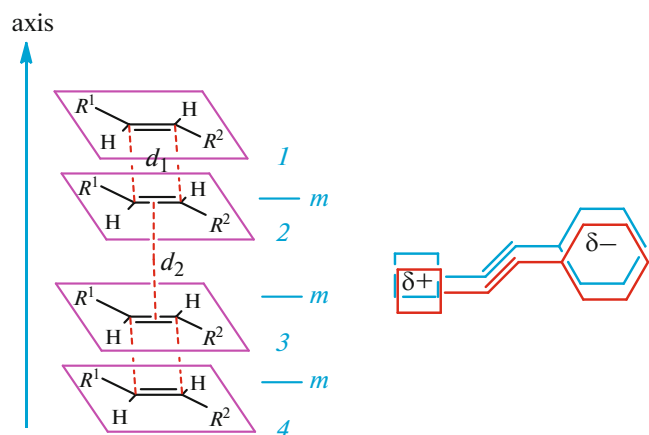 axis
R¹ H
H R²
1
d₁
R¹ H
H R²
m
2
d₂
m
R¹ H
H R²
3
m
R¹ H
H R²
4
δ+
δ−